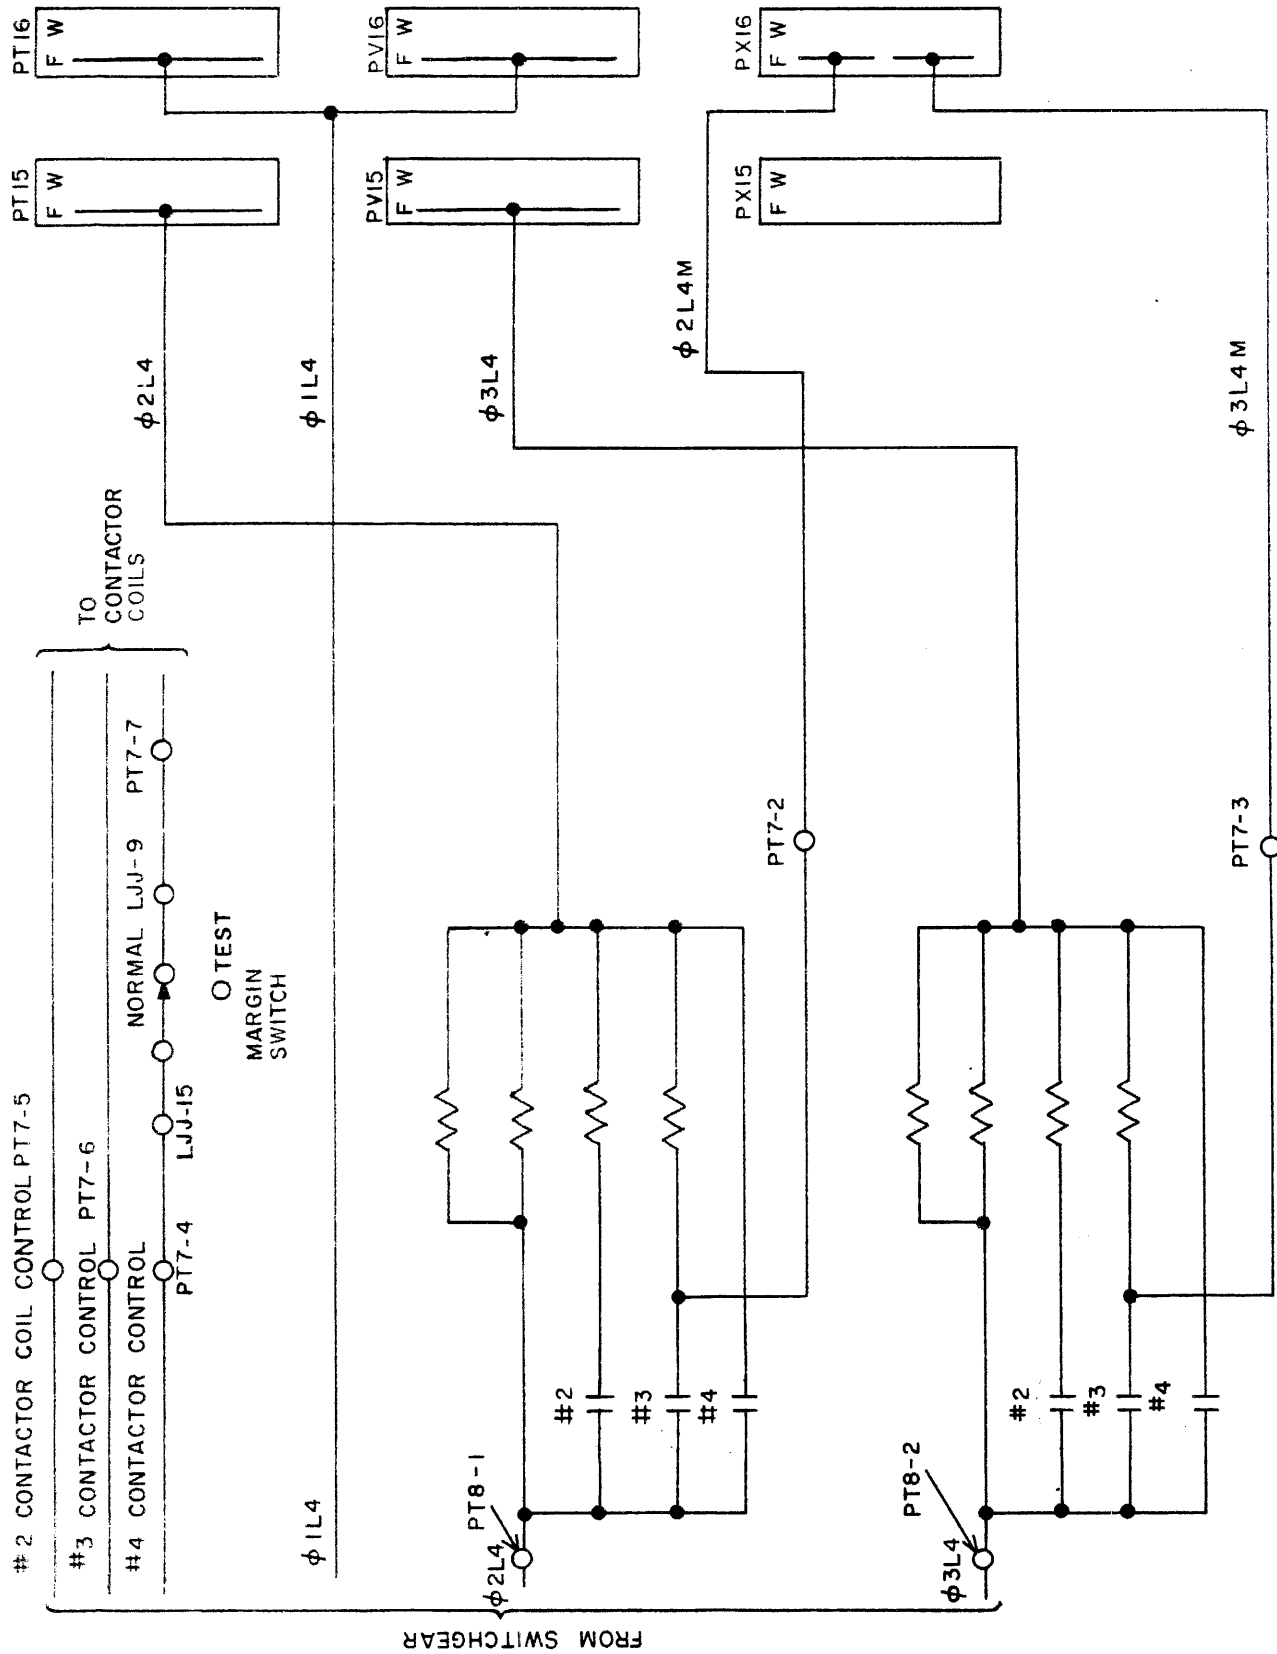 #2 CONTACTOR COIL CONTROL PT7-5
#3 CONTACTOR CONTROL PT7-6
#4 CONTACTOR CONTROL
PT7-4
LJJ-15
NORMAL LJJ-9 PT7-7
TEST
MARGIN
SWITCH
TO
CONTACTOR
COILS
PT16
F W
PT15
F W
PV16
F W
PV15
F W
PX16
F W
PX15
F W
ϕ2L4
ϕ1L4
ϕ3L4
ϕ2L4M
ϕ3L4M
ϕ1L4
PT8-1
ϕ2L4
#2
#3
#4
PT7-2
PT8-2
ϕ3L4
#2
#3
#4
PT7-3
FROM SWITCHGEAR